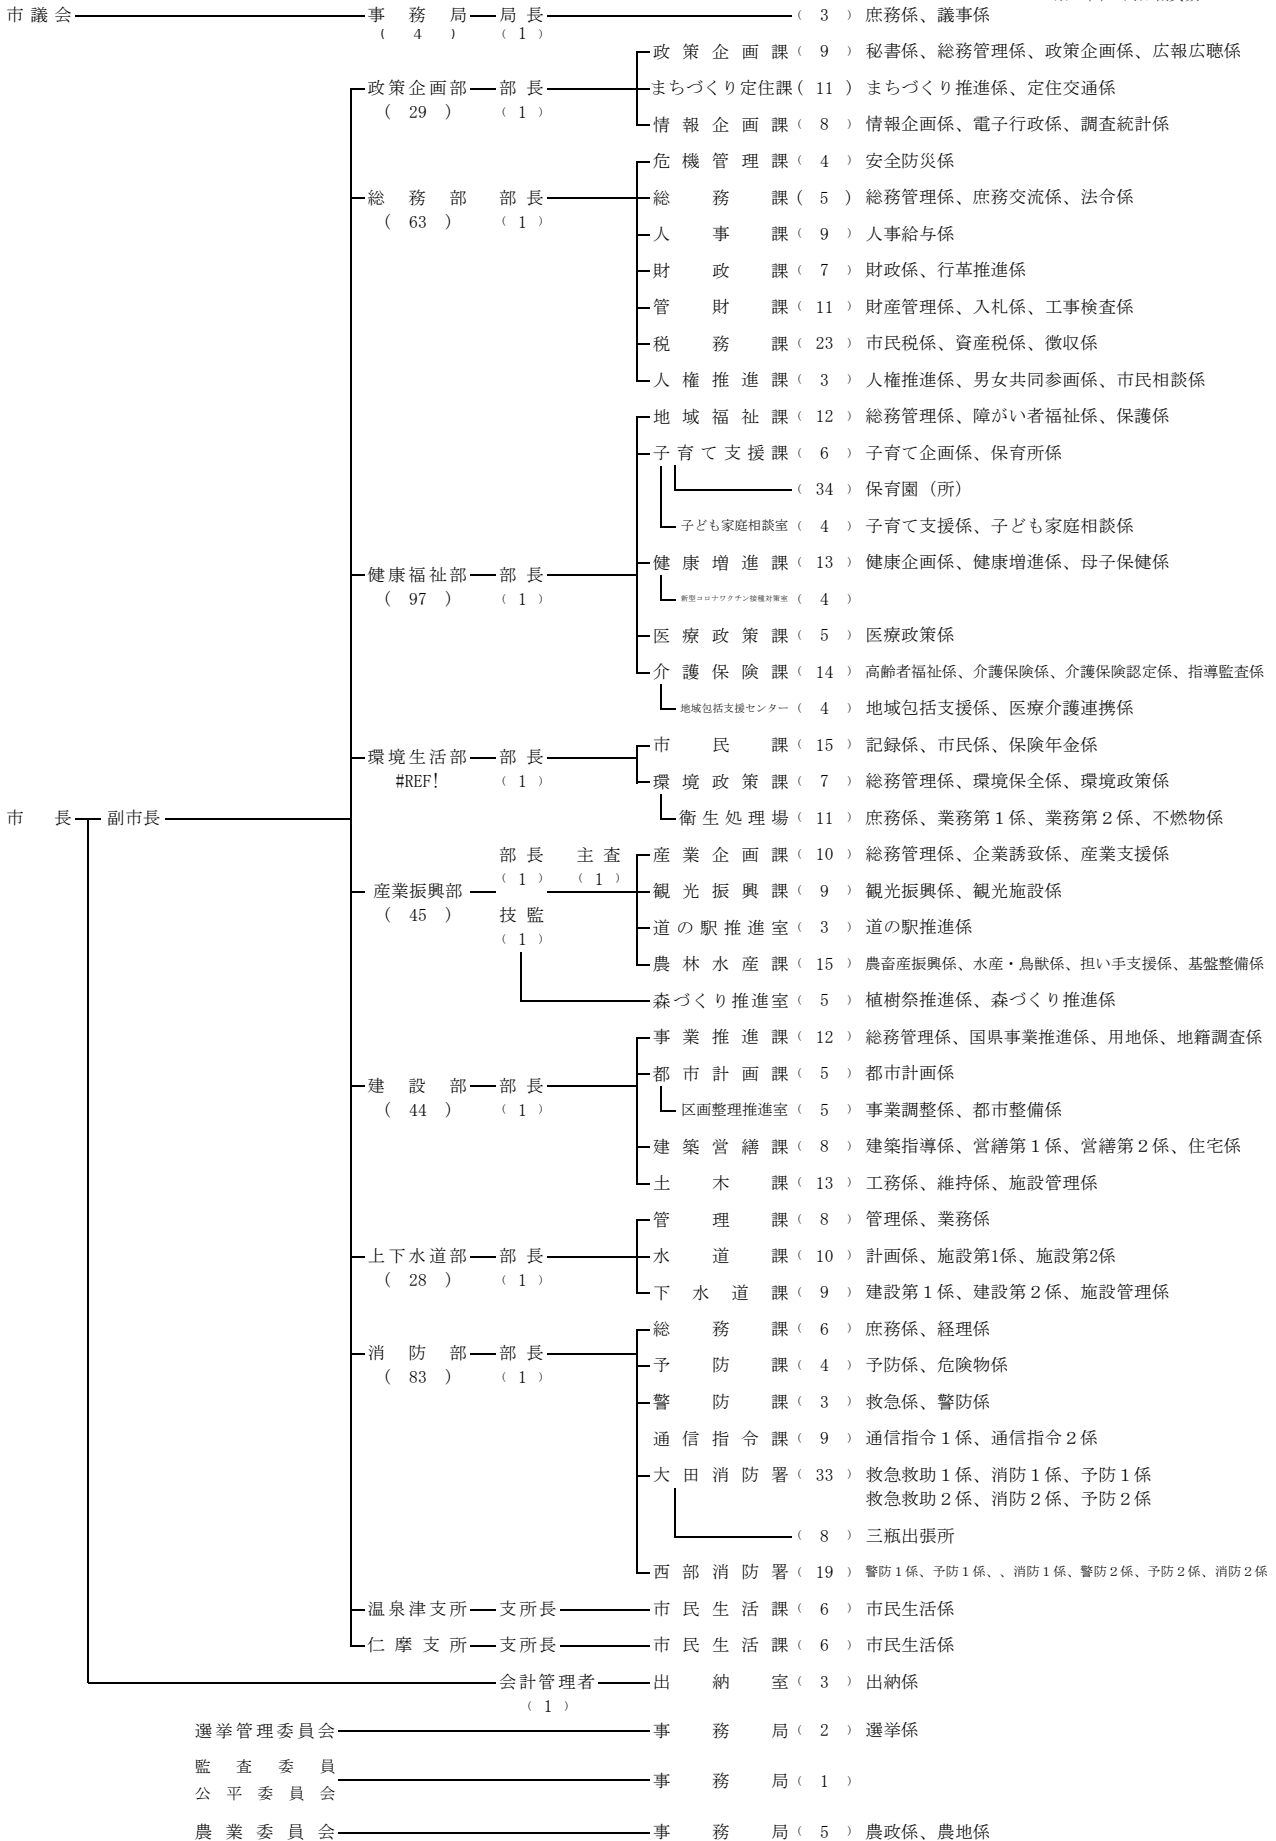 市議会 事務局 局長 ( 3 ) 庶務係、議事係
( 4 ) ( 1 )
政策企画課 ( 9 ) 秘書係、総務管理係、政策企画係、広報広聴係
政策企画部 部長 まちづくり定住課 ( 11 ) まちづくり推進係、定住交通係
( 29 ) ( 1 )
情報企画課 ( 8 ) 情報企画係、電子行政係、調査統計係
危機管理課 ( 4 ) 安全防災係
総務部 部長 総務課 ( 5 ) 総務管理係、庶務交流係、法令係
( 63 ) ( 1 )
人事課 ( 9 ) 人事給与係
財政課 ( 7 ) 財政係、行革推進係
管財課 ( 11 ) 財産管理係、入札係、工事検査係
税務課 ( 23 ) 市民税係、資産税係、徴収係
人権推進課 ( 3 ) 人権推進係、男女共同参画係、市民相談係
地域福祉課 ( 12 ) 総務管理係、障がい者福祉係、保護係
子育て支援課 ( 6 ) 子育て企画係、保育所係
( 34 ) 保育園（所）
子ども家庭相談室 ( 4 ) 子育て支援係、子ども家庭相談係
健康増進課 ( 13 ) 健康企画係、健康増進係、母子保健係
健康福祉部 部長
( 97 ) ( 1 ) 新型コロナワクチン接種対策室 ( 4 )
医療政策課 ( 5 ) 医療政策係
介護保険課 ( 14 ) 高齢者福祉係、介護保険係、介護保険認定係、指導監査係
地域包括支援センター ( 4 ) 地域包括支援係、医療介護連携係
市民課 ( 15 ) 記録係、市民係、保険年金係
環境生活部 部長
#REF! ( 1 ) 環境政策課 ( 7 ) 総務管理係、環境保全係、環境政策係
市長 副市長 衛生処理場 ( 11 ) 庶務係、業務第１係、業務第２係、不燃物係
部長 主査 産業企画課 ( 10 ) 総務管理係、企業誘致係、産業支援係
( 1 ) ( 1 )
産業振興部 観光振興課 ( 9 ) 観光振興係、観光施設係
( 45 ) 技監 道の駅推進室 ( 3 ) 道の駅推進係
( 1 )
農林水産課 ( 15 ) 農畜産振興係、水産・鳥獣係、担い手支援係、基盤整備係
森づくり推進室 ( 5 ) 植樹祭推進係、森づくり推進係
事業推進課 ( 12 ) 総務管理係、国県事業推進係、用地係、地籍調査係
都市計画課 ( 5 ) 都市計画係
建設部 部長
( 44 ) ( 1 ) 区画整理推進室 ( 5 ) 事業調整係、都市整備係
建築営繕課 ( 8 ) 建築指導係、営繕第１係、営繕第２係、住宅係
土木課 ( 13 ) 工務係、維持係、施設管理係
管理課 ( 8 ) 管理係、業務係
上下水道部 部長 水道課 ( 10 ) 計画係、施設第1係、施設第2係
( 28 ) ( 1 )
下水道課 ( 9 ) 建設第１係、建設第２係、施設管理係
総務課 ( 6 ) 庶務係、経理係
消防部 部長
( 83 ) ( 1 ) 予防課 ( 4 ) 予防係、危険物係
警防課 ( 3 ) 救急係、警防係
通信指令課 ( 9 ) 通信指令１係、通信指令２係
大田消防署 ( 33 ) 救急救助１係、消防１係、予防１係
救急救助２係、消防２係、予防２係
( 8 ) 三瓶出張所
西部消防署 ( 19 ) 警防１係、予防１係、、消防１係、警防２係、予防２係、消防２係
温泉津支所 支所長 市民生活課 ( 6 ) 市民生活係
仁摩支所 支所長 市民生活課 ( 6 ) 市民生活係
会計管理者 出納室 ( 3 ) 出納係
( 1 )
選挙管理委員会 事務局 ( 2 ) 選挙係
監査委員
公平委員会 事務局 ( 1 )
農業委員会 事務局 ( 5 ) 農政係、農地係